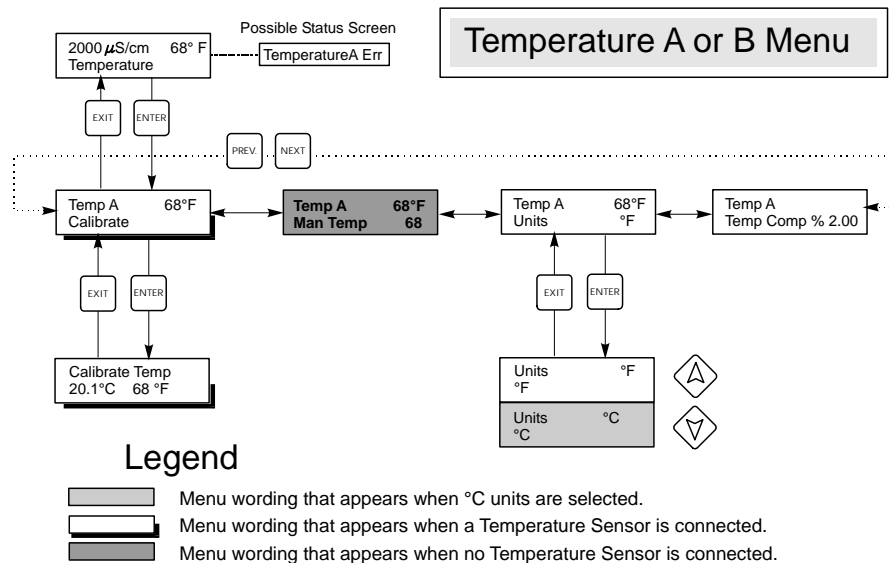 Possible Status Screen
Temperature A or B Menu
2000 µS/cm 68° F
Temperature
TemperatureA Err
EXIT
ENTER
PREV.
NEXT
Temp A 68°F
Calibrate
Temp A 68°F
Man Temp 68
Temp A 68°F
Units °F
Temp A
Temp Comp % 2.00
EXIT
ENTER
EXIT
ENTER
Calibrate Temp
20.1°C 68 °F
Units °F
°F
Units °C
°C
Legend
Menu wording that appears when °C units are selected.
Menu wording that appears when a Temperature Sensor is connected.
Menu wording that appears when no Temperature Sensor is connected.